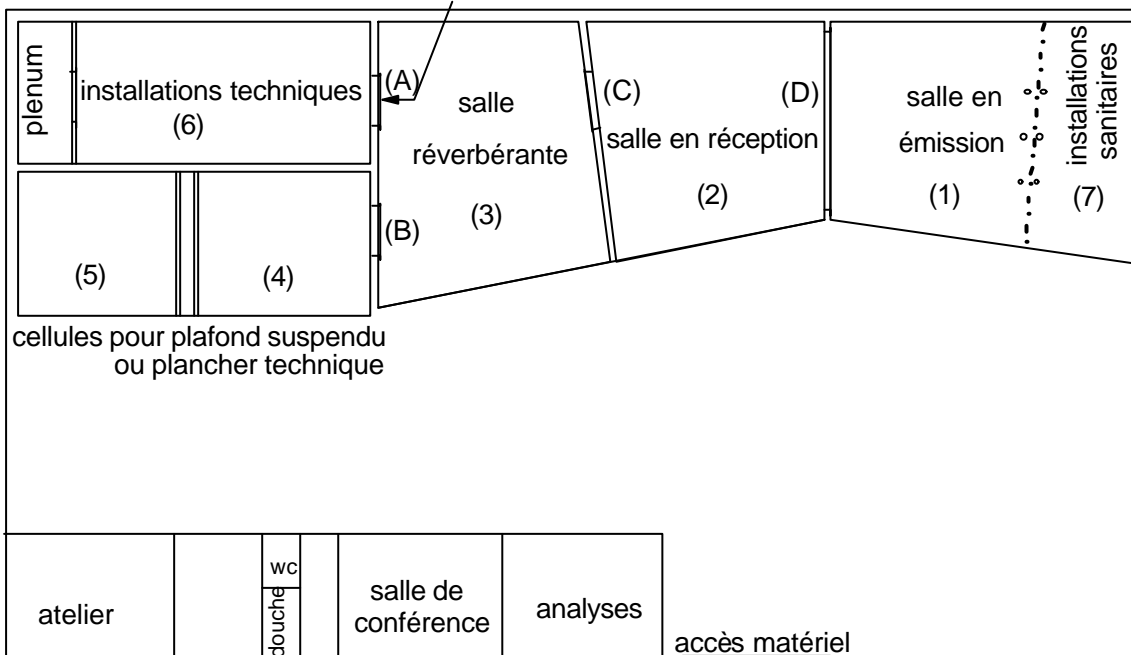 plenum
installations techniques
(6)
(A)
salle
réverbérante
(3)
(B)
(C)
salle en réception
(2)
(D)
salle en
émission
(1)
installations
sanitaires
(7)
(5)
(4)
cellules pour plafond suspendu
ou plancher technique
atelier
wc
douche
salle de
conférence
analyses
accès matériel